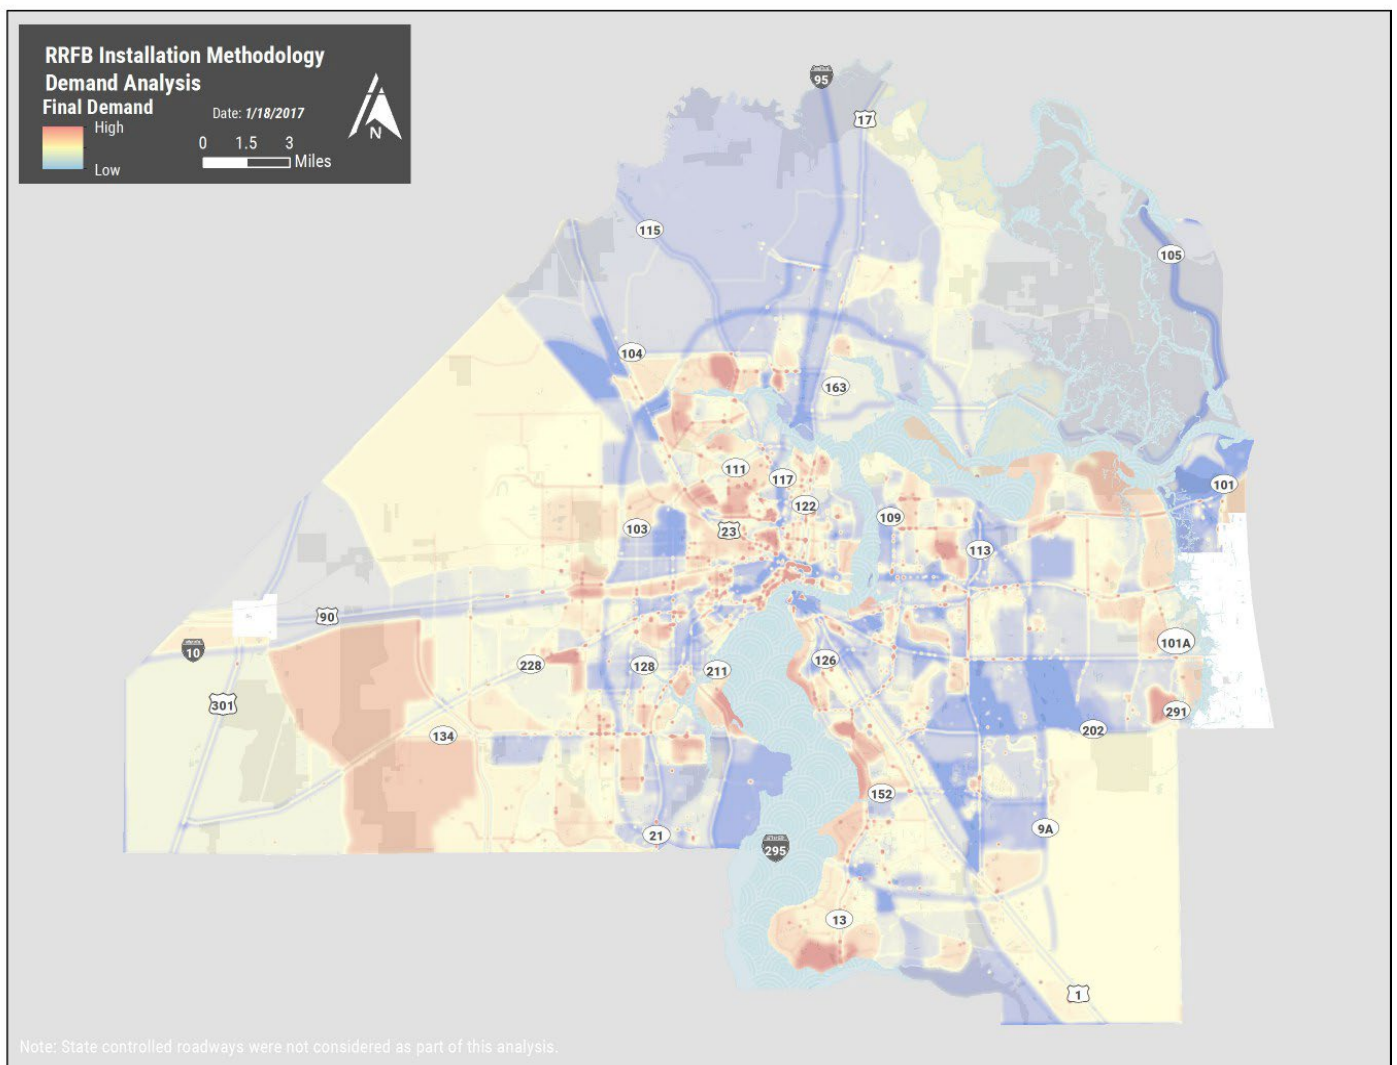 RRFB Installation Methodology
Demand Analysis
Final Demand
Date: 1/18/2017
High
Low
0 1.5 3
Miles
N
95
17
115
105
104
163
111
117
101
122
109
103
23
113
90
10
228
128
211
126
101A
301
291
134
202
152
21
9A
295
13
1
Note: State controlled roadways were not considered as part of this analysis.